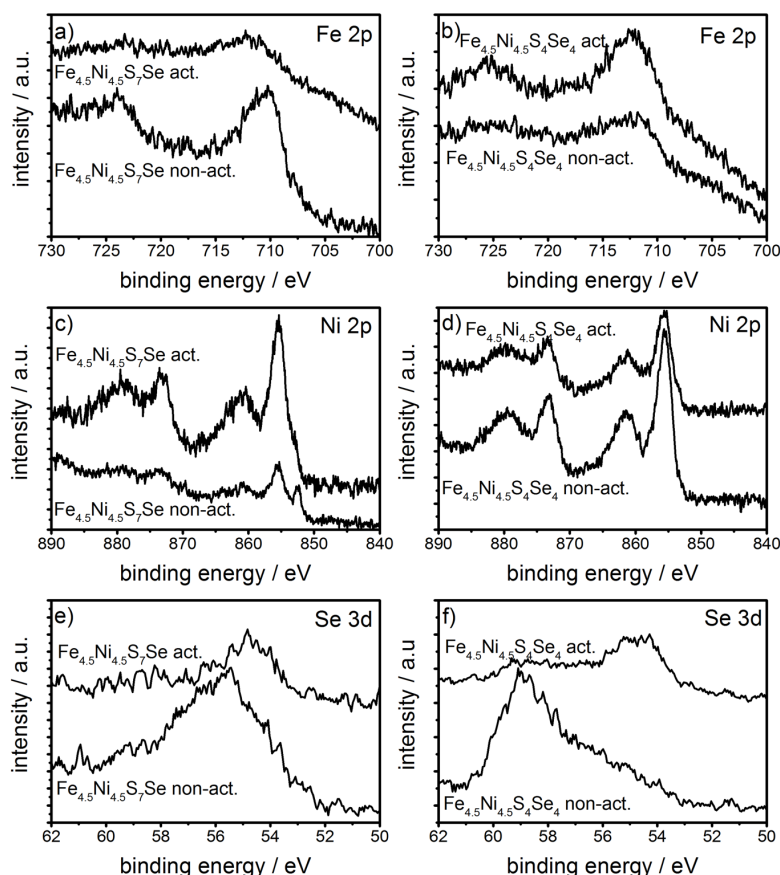 a) Fe 2p
Fe4.5Ni4.5S7Se act.
Fe4.5Ni4.5S7Se non-act.
intensity / a.u.
730 725 720 715 710 705 700
binding energy / eV
b) Fe 2p
Fe4.5Ni4.5S4Se4 act.
Fe4.5Ni4.5S4Se4 non-act.
intensity / a.u.
730 725 720 715 710 705 700
binding energy / eV
c) Ni 2p
Fe4.5Ni4.5S7Se act.
Fe4.5Ni4.5S7Se non-act.
intensity / a.u.
890 880 870 860 850 840
binding energy / eV
d) Ni 2p
Fe4.5Ni4.5S4Se4 act.
Fe4.5Ni4.5S4Se4 non-act.
intensity / a.u.
890 880 870 860 850 840
binding energy / eV
e) Se 3d
Fe4.5Ni4.5S7Se act.
Fe4.5Ni4.5S7Se non-act.
intensity / a.u.
62 60 58 56 54 52 50
binding energy / eV
f) Se 3d
Fe4.5Ni4.5S4Se4 act.
Fe4.5Ni4.5S4Se4 non-act.
intensity / a.u
62 60 58 56 54 52 50
binding energy / eV